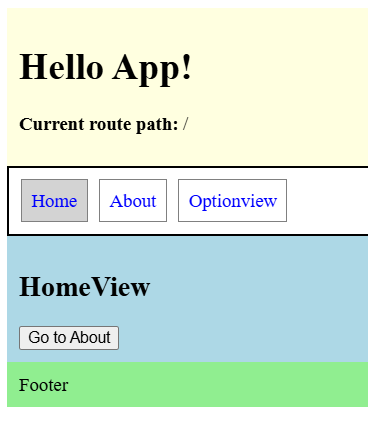 Hello App!
Current route path: /
Home About Optionview
HomeView
Go to About
Footer